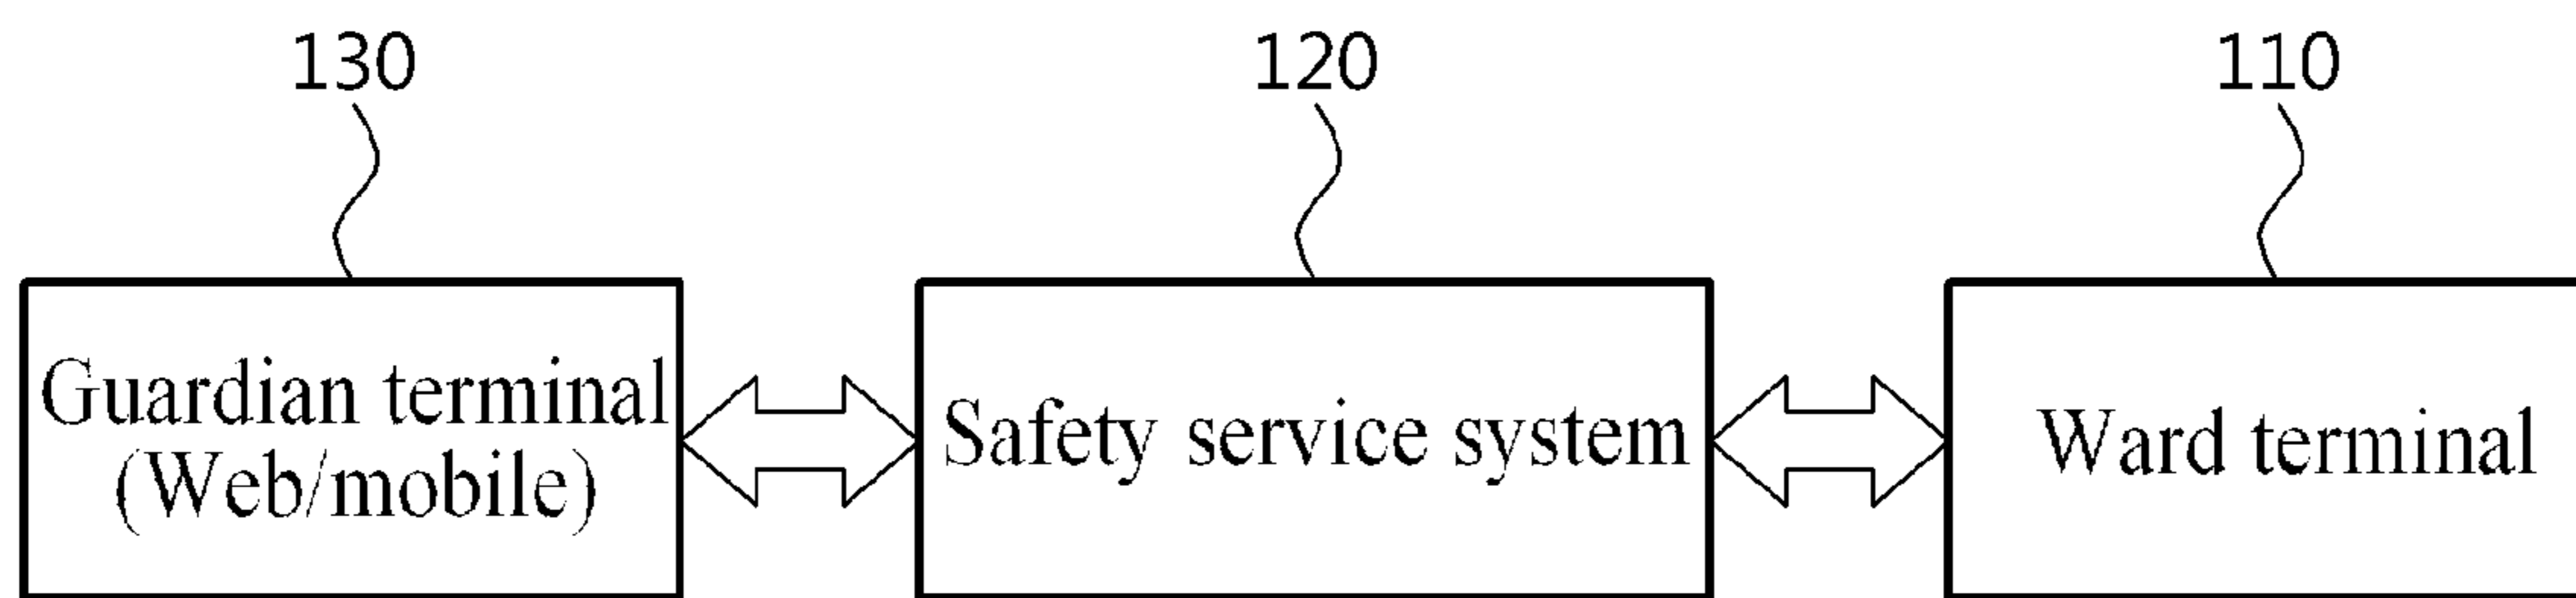 130
120
110
Guardian terminal
(Web/mobile)
Safety service system
Ward terminal